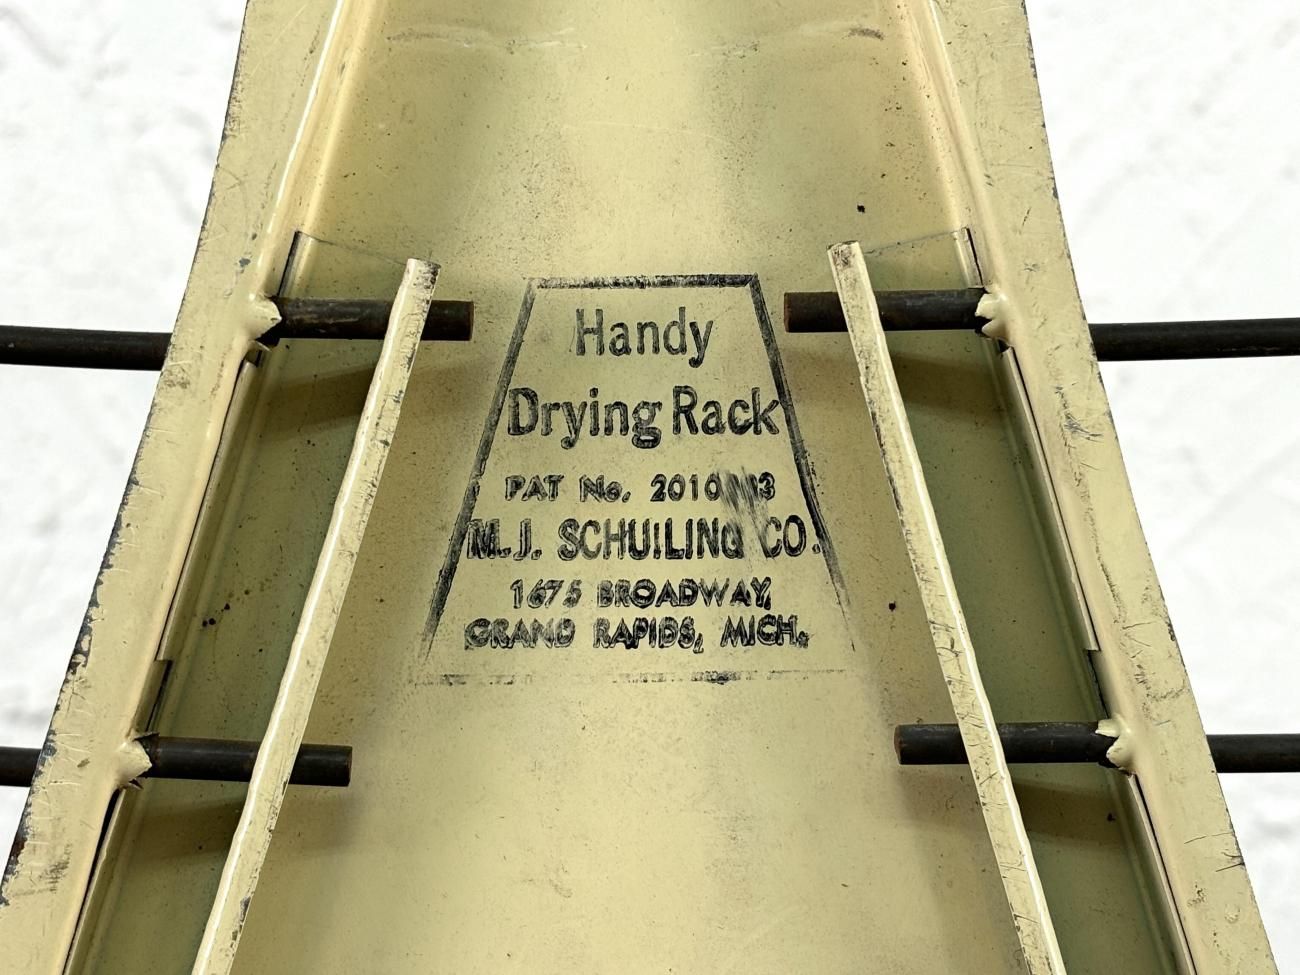 Handy
Drying Rack
PAT No.
M.J. SCHUILING CO.
1675 BROADWAY,
GRAND RAPIDS, MICH.